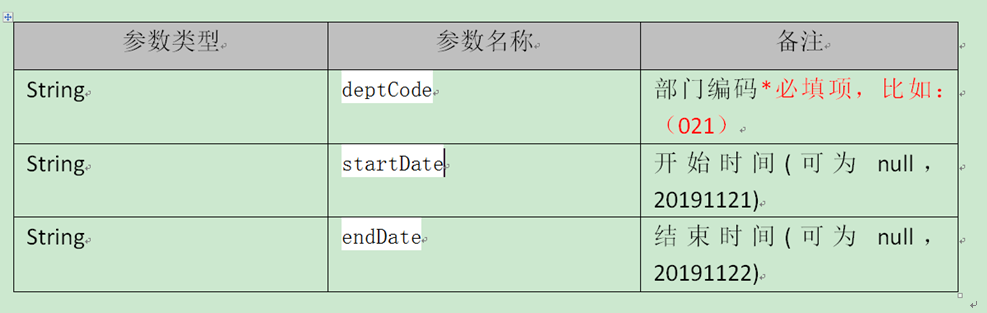 参数类型 参数名称 备注
String deptCode 部门编码*必填项，比如：
（021）
String startDate 开始时间(可为 null，
20191121)
String endDate 结束时间(可为 null，
20191122)